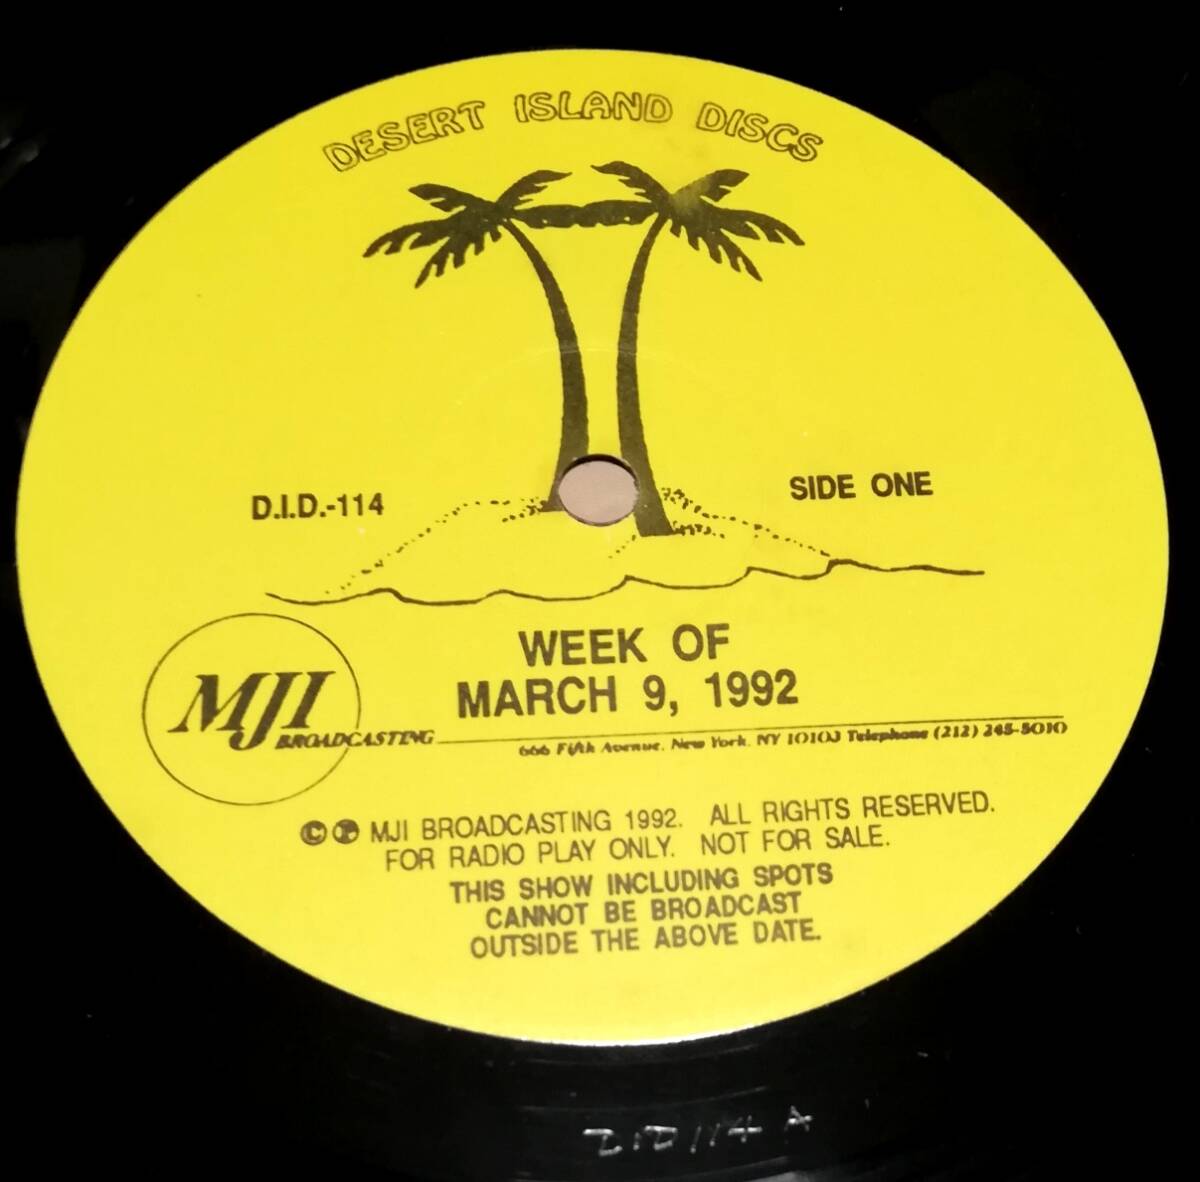 DESERT ISLAND DISCS
D.I.D.-114
SIDE ONE
WEEK OF
MARCH 9, 1992
MJI
BROADCASTING
666 Fifth Avenue, New York, NY 10103 Telephone (212) 245-5010
©℗ MJI BROADCASTING 1992. ALL RIGHTS RESERVED.
FOR RADIO PLAY ONLY. NOT FOR SALE.
THIS SHOW INCLUDING SPOTS
CANNOT BE BROADCAST
OUTSIDE THE ABOVE DATE.
DID 114 A